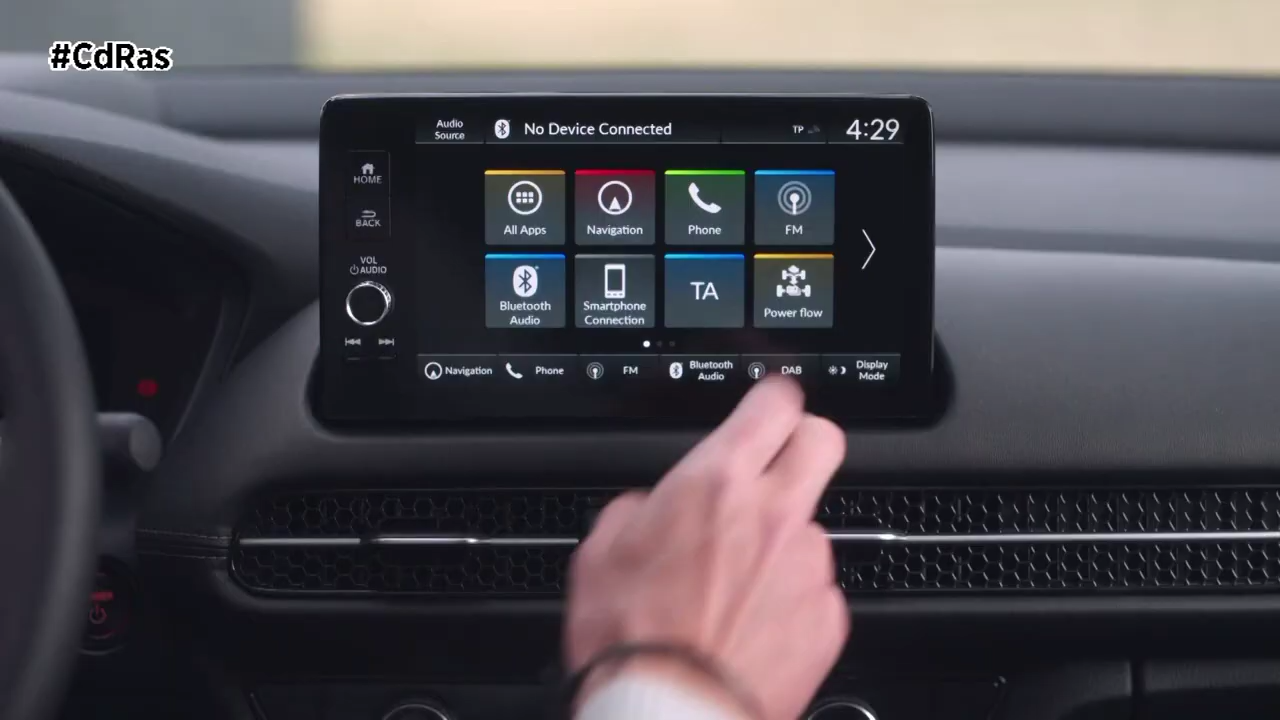 #CdRas
Audio
Source
No Device Connected
TP
4:29
HOME
BACK
VOL
AUDIO
All Apps
Navigation
Phone
FM
Bluetooth
Audio
Smartphone
Connection
TA
Power flow
Navigation
Phone
FM
Bluetooth
Audio
DAB
Display
Mode